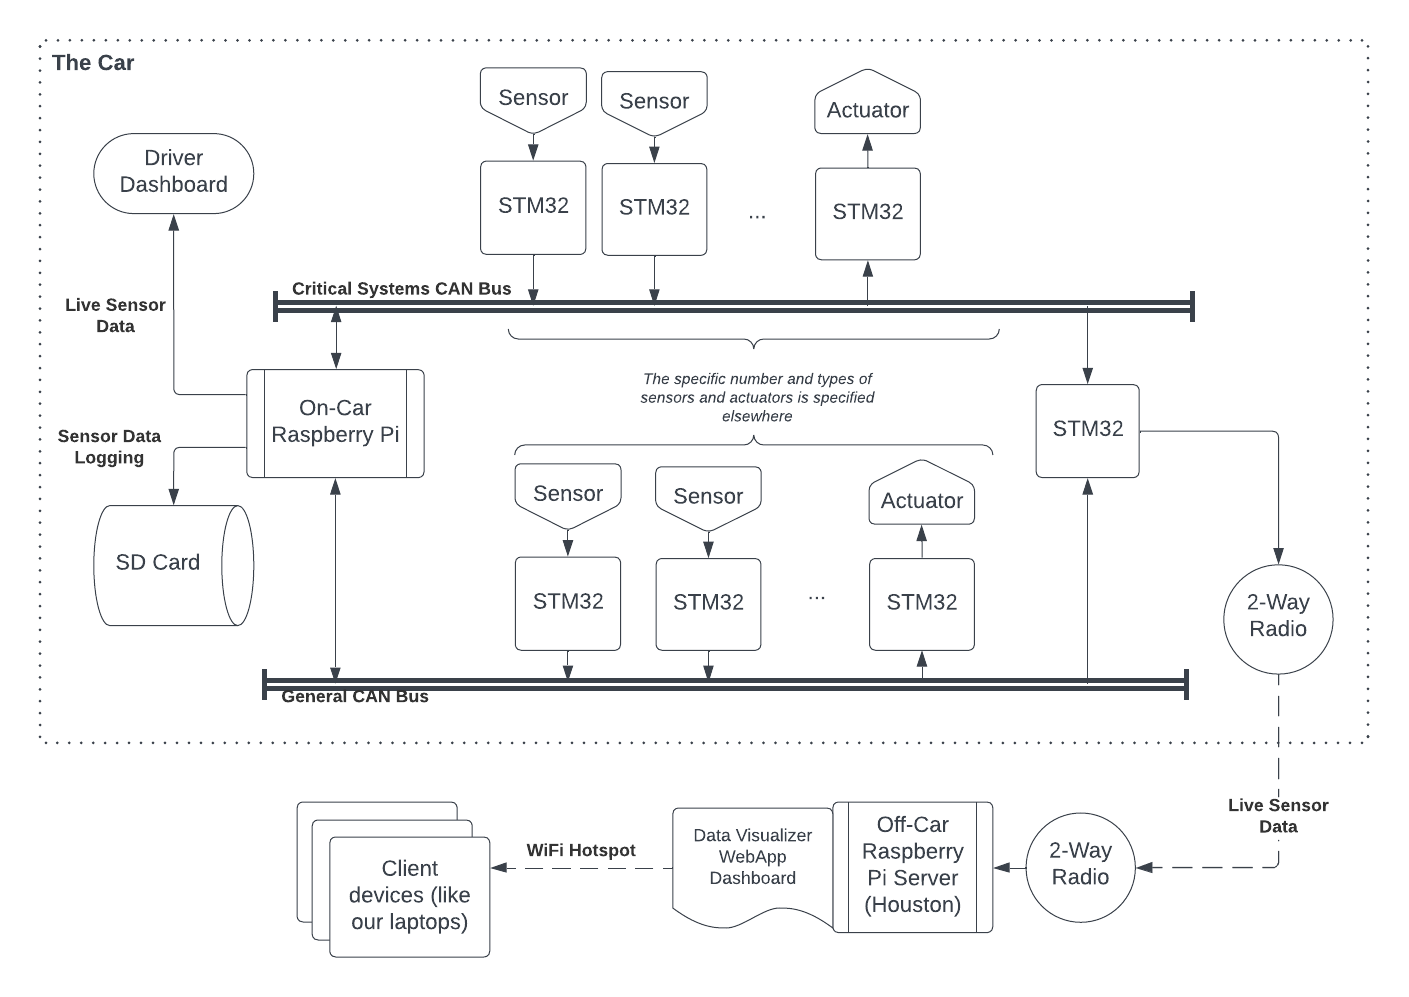 The Car
Sensor
Sensor
Actuator
Driver
Dashboard
STM32
STM32
...
STM32
Critical Systems CAN Bus
Live Sensor
Data
The specific number and types of
sensors and actuators is specified
elsewhere
On-Car
Raspberry Pi
STM32
Sensor Data
Logging
Sensor
Sensor
Actuator
SD Card
STM32
STM32
...
STM32
2-Way
Radio
General CAN Bus
Live Sensor
Data
Client
devices (like
our laptops)
WiFi Hotspot
Data Visualizer
WebApp
Dashboard
Off-Car
Raspberry
Pi Server
(Houston)
2-Way
Radio